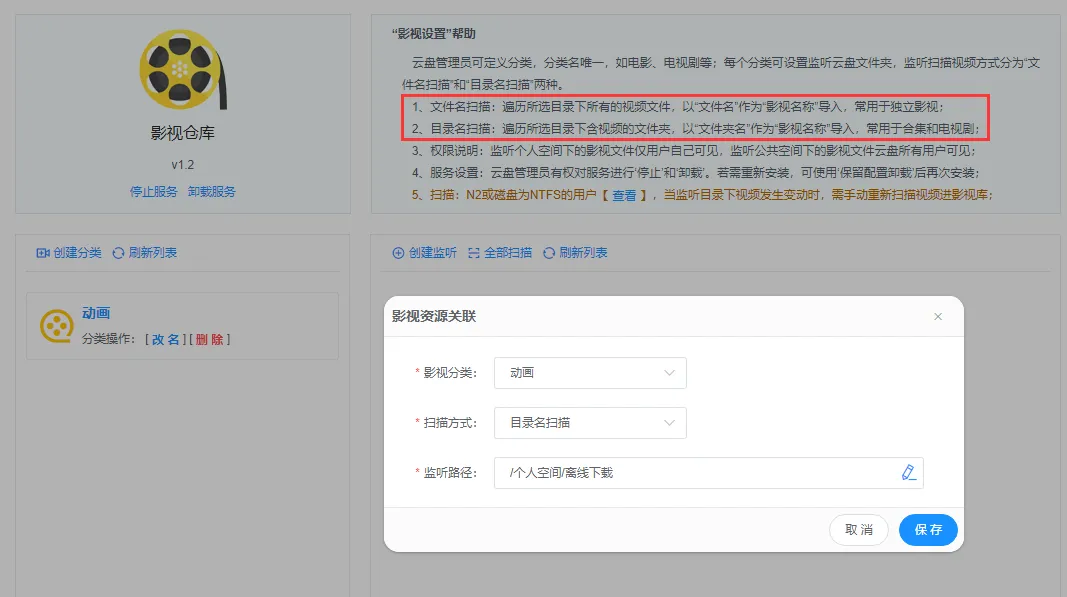 影视仓库
v1.2
停止服务 卸载服务
“影视设置”帮助
云盘管理员可定义分类，分类名唯一，如电影、电视剧等；每个分类可设置监听云盘文件夹，监听扫描视频方式分为“文
件名扫描”和“目录名扫描”两种。
1、文件名扫描：遍历所选目录下所有的视频文件，以“文件名”作为“影视名称”导入，常用于独立影视；
2、目录名扫描：遍历所选目录下含视频的文件夹，以“文件夹名”作为“影视名称”导入，常用于合集和电视剧；
3、权限说明：监听个人空间下的影视文件仅用户自己可见，监听公共空间下的影视文件云盘所有用户可见；
4、服务设置：云盘管理员有权对服务进行‘停止’和‘卸载’。若需重新安装，可使用‘保留配置卸载’后再次安装；
5、扫描：N2或磁盘为NTFS的用户【 查看 】，当监听目录下视频发生变动时，需手动重新扫描视频进影视库；
创建分类 刷新列表
动画
分类操作： [ 改 名 ] [ 删 除 ]
创建监听 全部扫描 刷新列表
影视资源关联 ×
* 影视分类： 动画
* 扫描方式： 目录名扫描
* 监听路径： /个人空间/离线下载
取 消 保 存